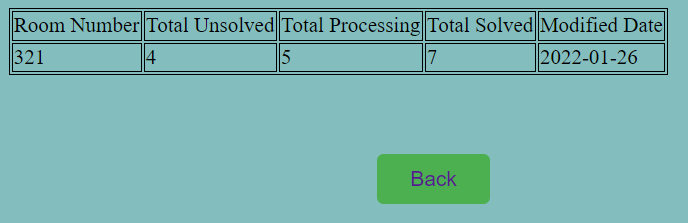 Room Number Total Unsolved Total Processing Total Solved Modified Date
321 4 5 7 2022-01-26
Back